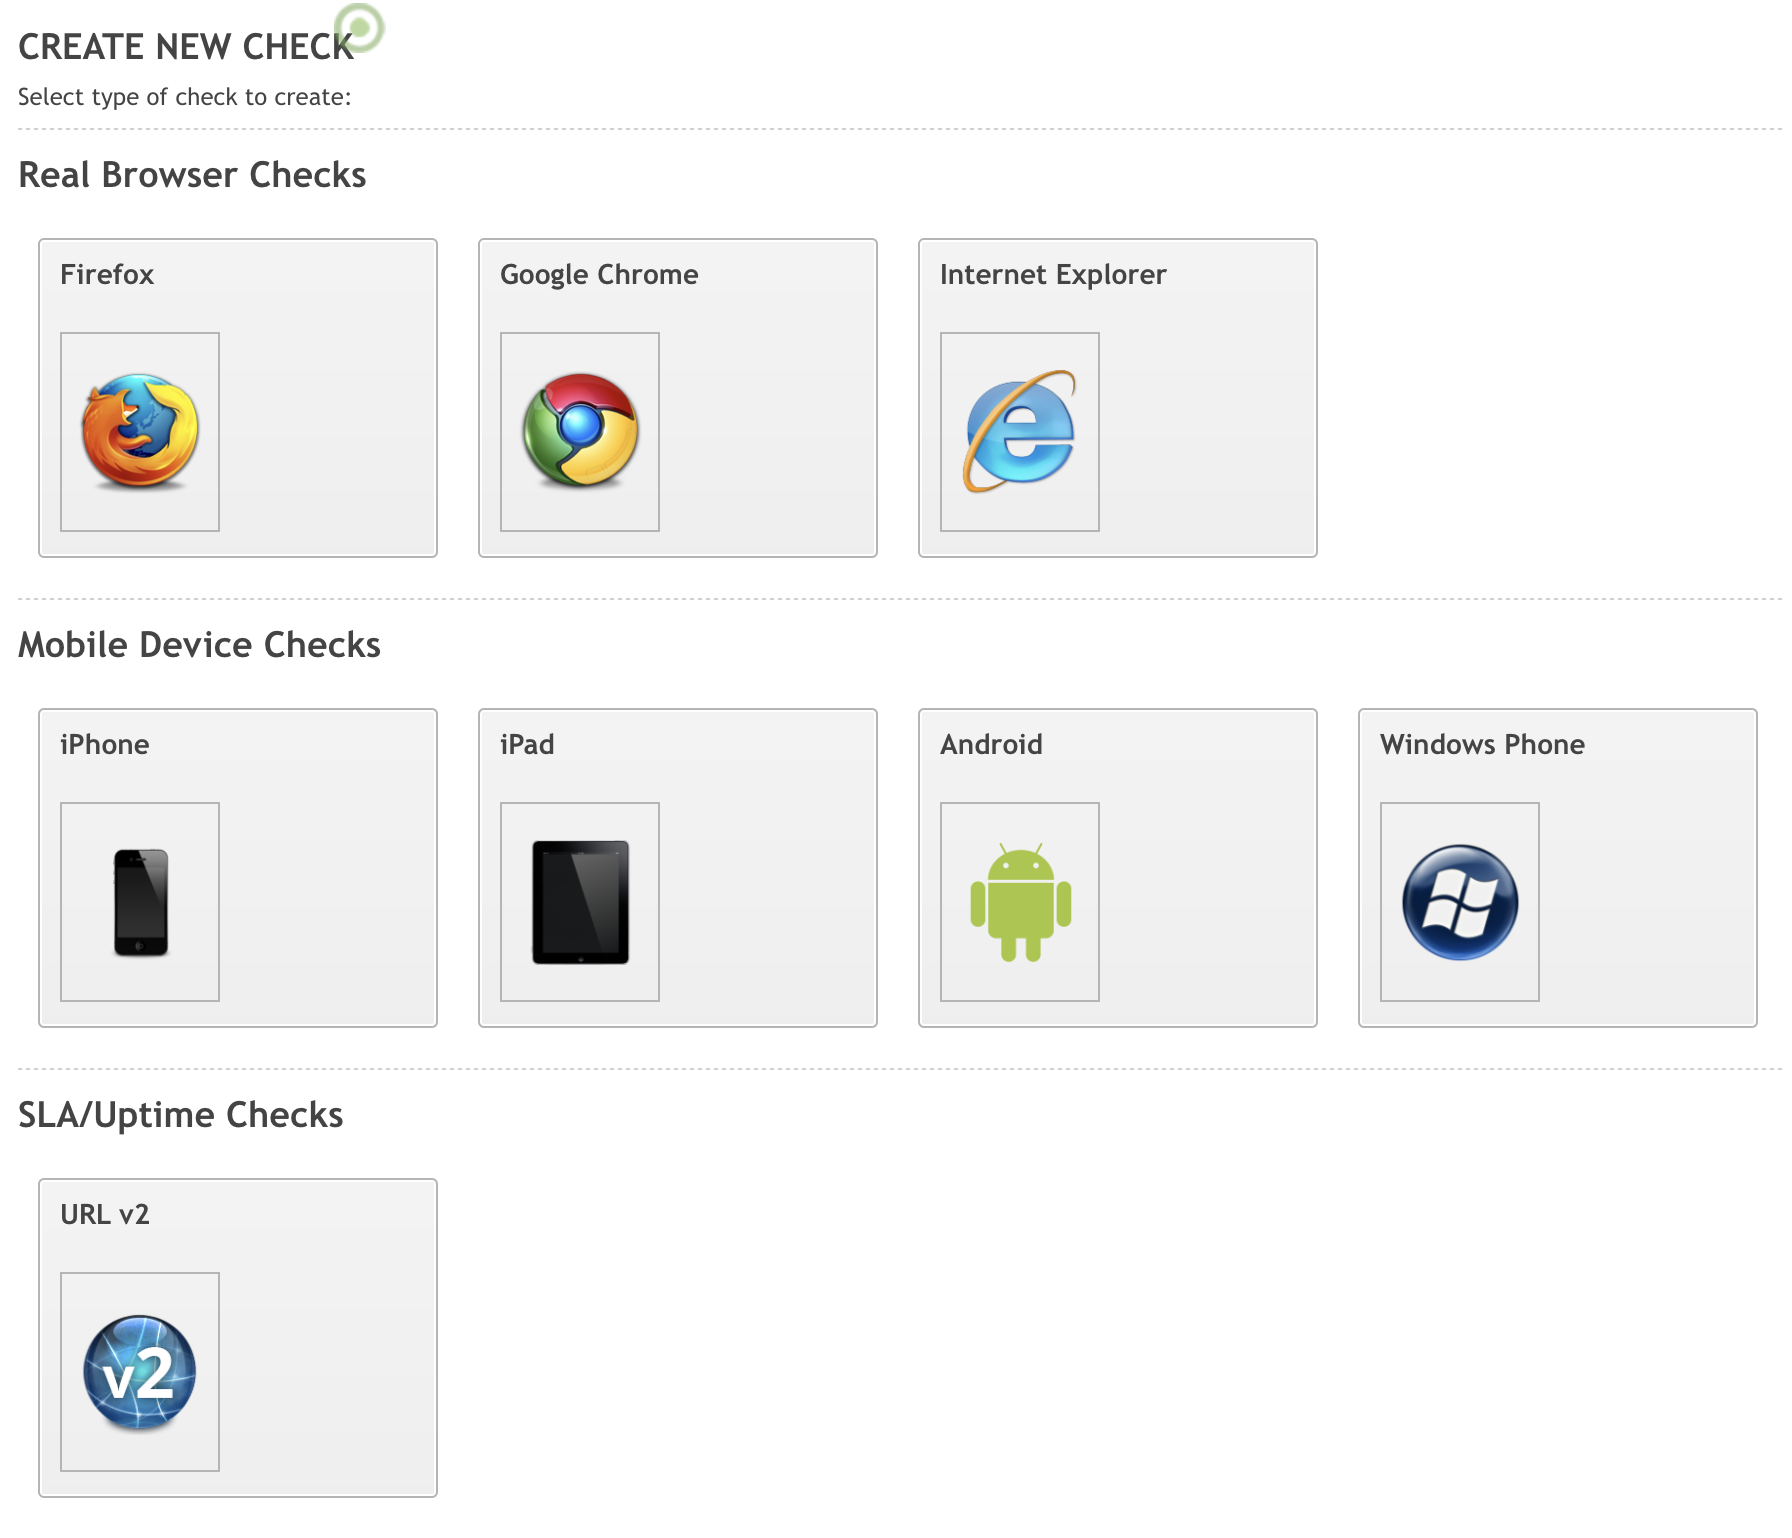 CREATE NEW CHECK
Select type of check to create:
Real Browser Checks
Firefox
Google Chrome
Internet Explorer
Mobile Device Checks
iPhone
iPad
Android
Windows Phone
SLA/Uptime Checks
URL v2
v2